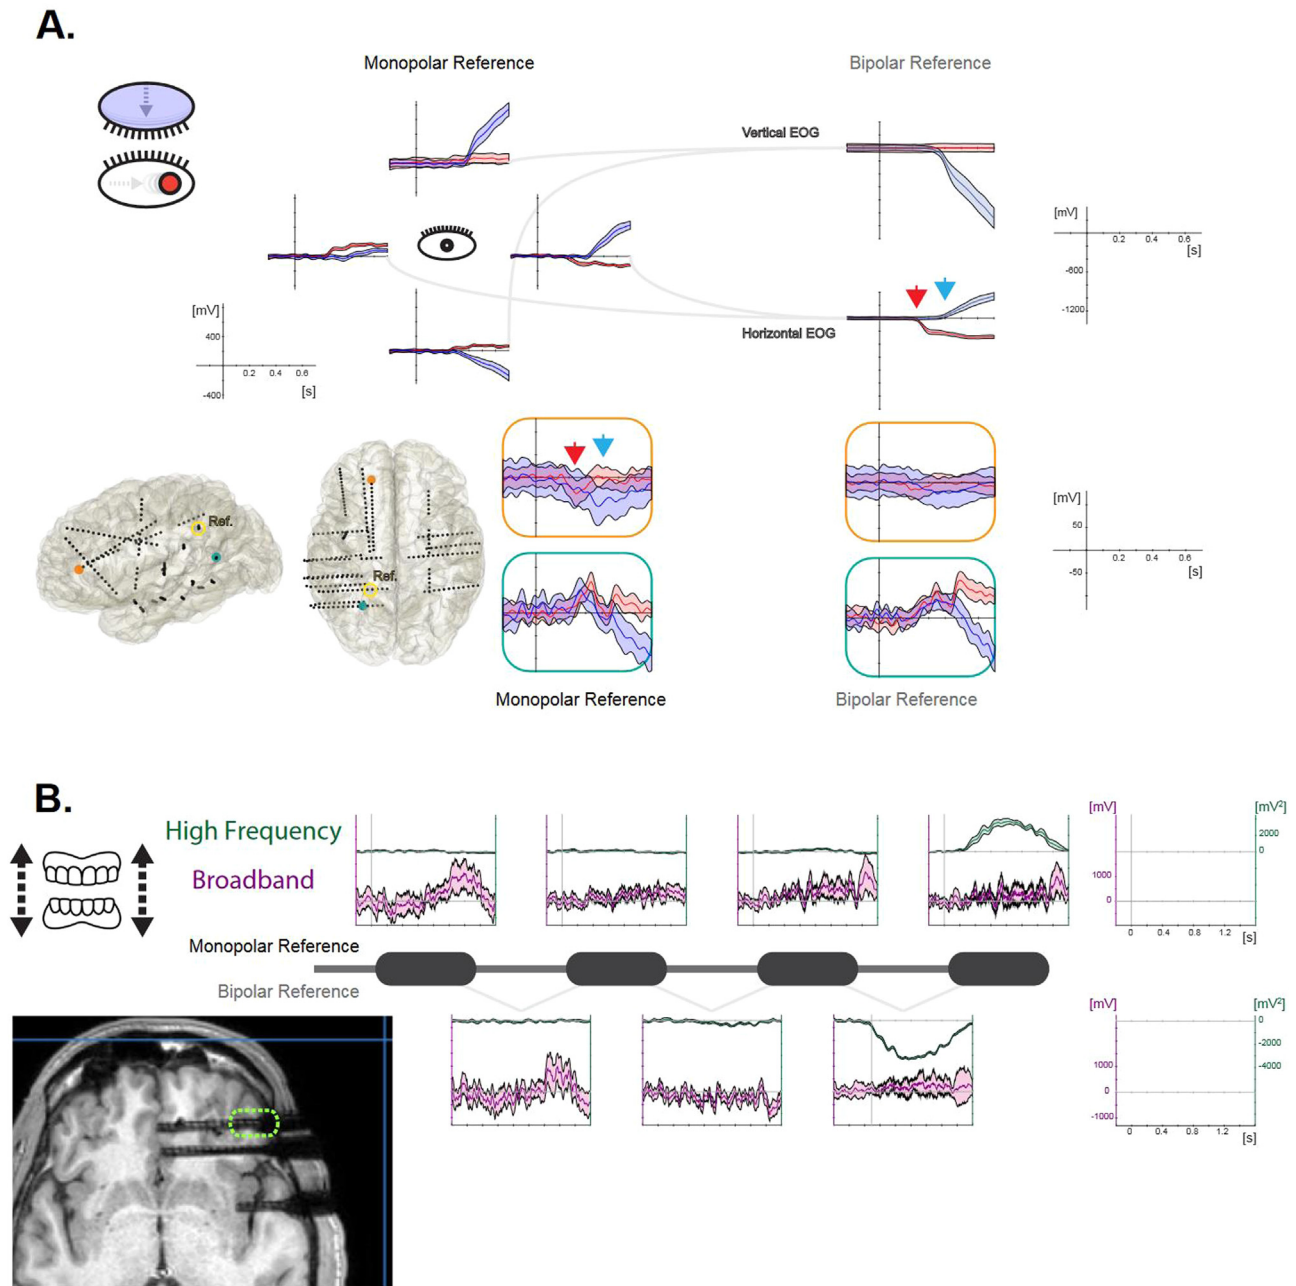 A.
Monopolar Reference
Bipolar Reference
Vertical EOG
[mV]
0.2 0.4 0.6
[s]
-600
-1200
[mV]
400
0.2 0.4 0.6
[s]
-400
Horizontal EOG
Ref.
Ref.
[mV]
50
0.2 0.4 0.6
[s]
-50
Monopolar Reference
Bipolar Reference
B.
High Frequency
Broadband
[mV]
[mV²]
2000
0
1000
0
0 0.4 0.8 1.2
[s]
Monopolar Reference
Bipolar Reference
[mV]
[mV²]
0
-2000
-4000
1000
0
-1000
0 0.4 0.8 1.2
[s]